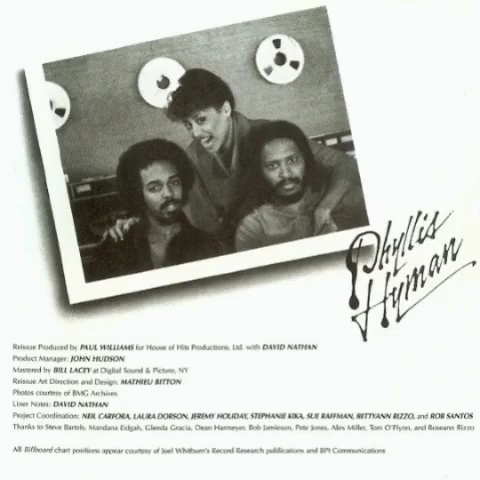 Phyllis
Hyman
Reissue Produced by PAUL WILLIAMS for House of Hits Productions, Ltd. with DAVID NATHAN
Product Manager: JOHN HUDSON
Mastered by BILL LACEY at Digital Sound & Picture, NY
Reissue Art Direction and Design: MATHIEU BITTON
Photos courtesy of BMG Archives
Liner Notes: DAVID NATHAN
Project Coordination: NEIL CARFORA, LAURA DORSON, JEREMY HOLIDAY, STEPHANIE KIKA, SUE RAFFMAN, BETTYANN RIZZO, and ROB SANTOS
Thanks to Steve Bartels, Mandana Eidgah, Glenda Gracia, Dean Harmeyer, Bob Jamieson, Pete Jones, Alex Miller, Tom O'Flynn, and Roseann Rizzo
All Billboard chart positions appear courtesy of Joel Whitburn's Record Research publications and BPI Communications